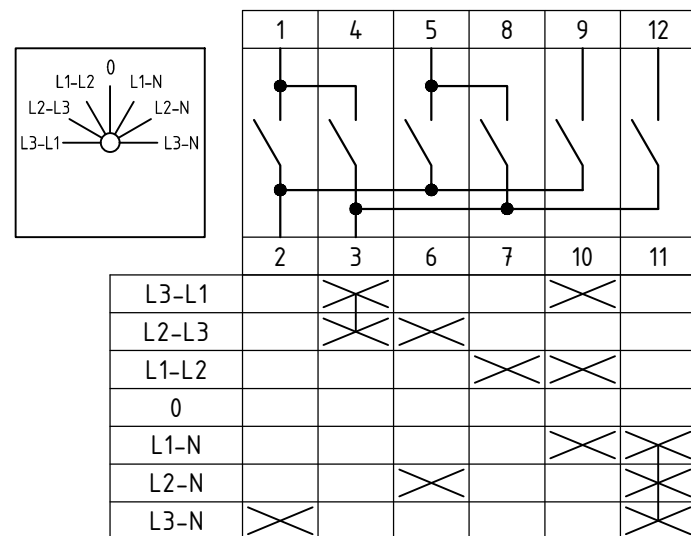 1 4 5 8 9 12
0
L1-L2 L1-N
L2-L3 L2-N
L3-L1 L3-N
2 3 6 7 10 11
L3-L1
L2-L3
L1-L2
0
L1-N
L2-N
L3-N